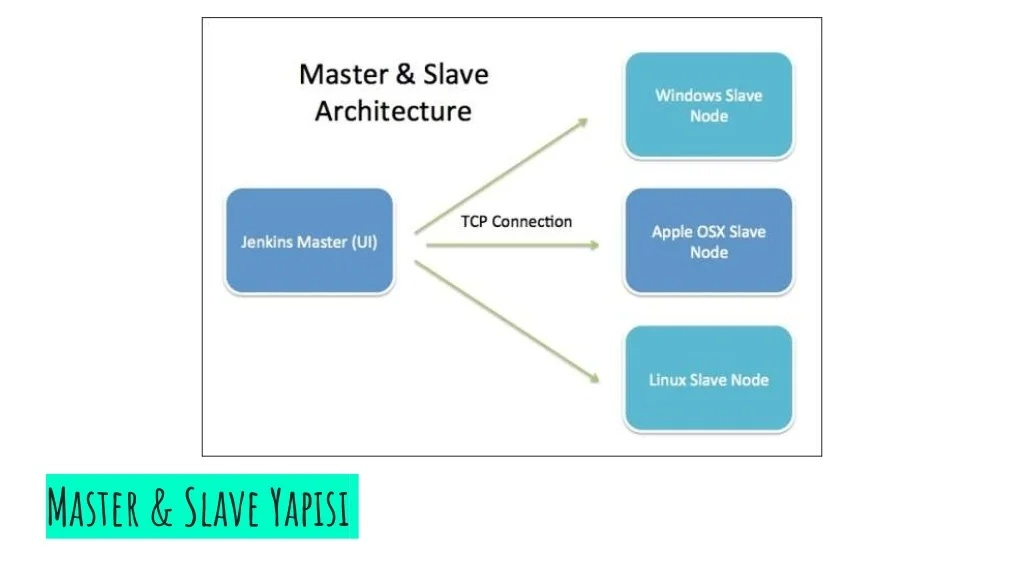 Master & Slave
Architecture
Windows Slave
Node
Jenkins Master (UI)
TCP Connection
Apple OSX Slave
Node
Linux Slave Node
Master & Slave Yapisi